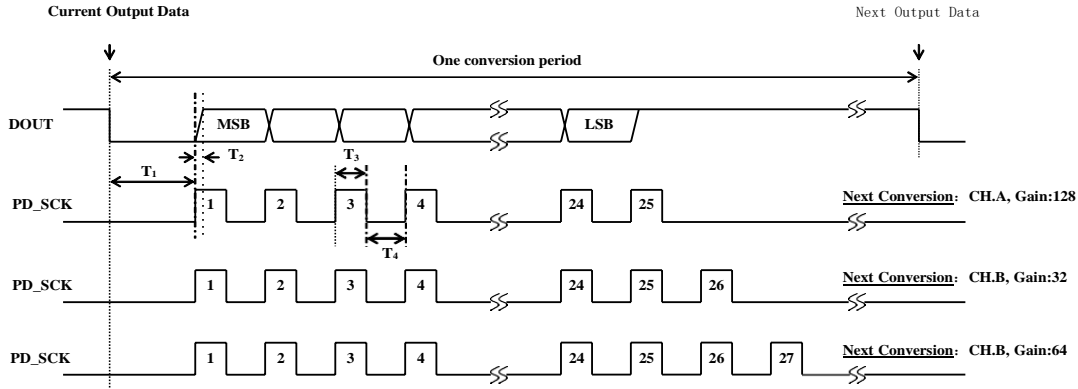 Current Output Data
Next Output Data
One conversion period
DOUT
MSB
LSB
T2
T3
T1
PD_SCK
1 2 3 4 24 25
Next Conversion: CH.A, Gain:128
T4
PD_SCK
1 2 3 4 24 25 26
Next Conversion: CH.B, Gain:32
PD_SCK
1 2 3 4 24 25 26 27
Next Conversion: CH.B, Gain:64